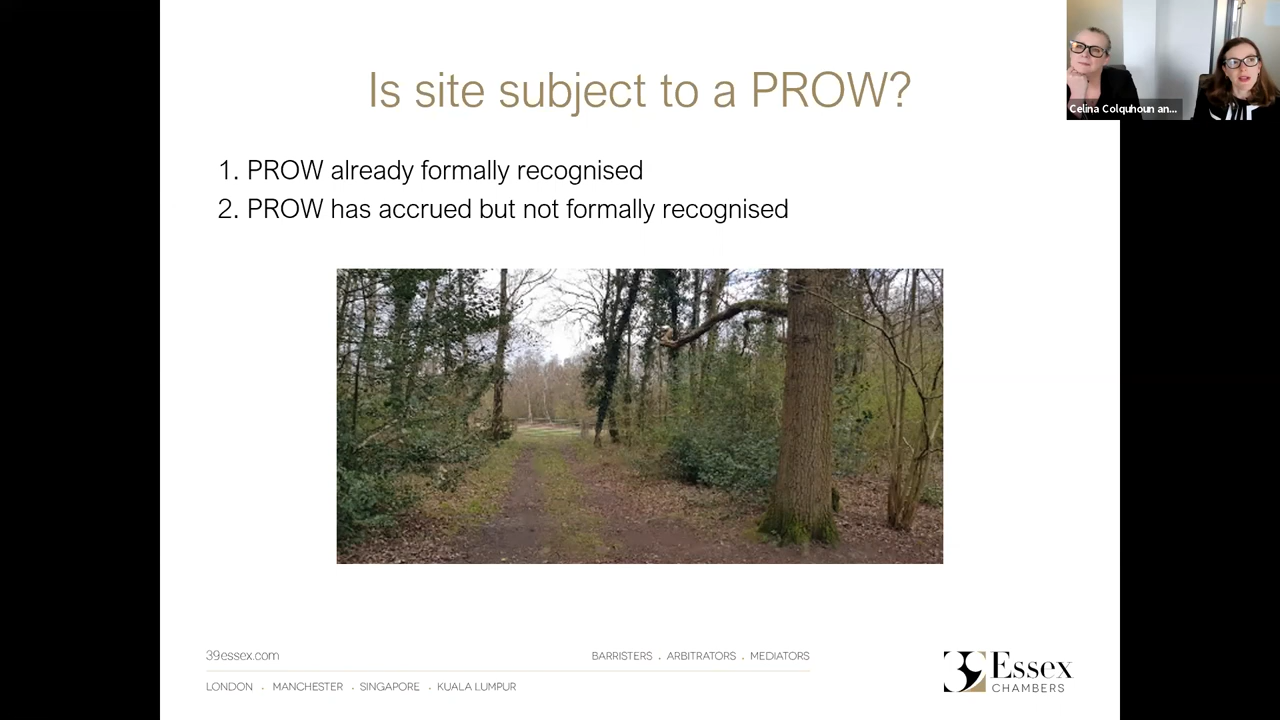 Is site subject to a PROW?
Celina Colquhoun an...
1. PROW already formally recognised
2. PROW has accrued but not formally recognised
39essex.com
BARRISTERS . ARBITRATORS . MEDIATORS
LONDON . MANCHESTER . SINGAPORE . KUALA LUMPUR
39 Essex
CHAMBERS